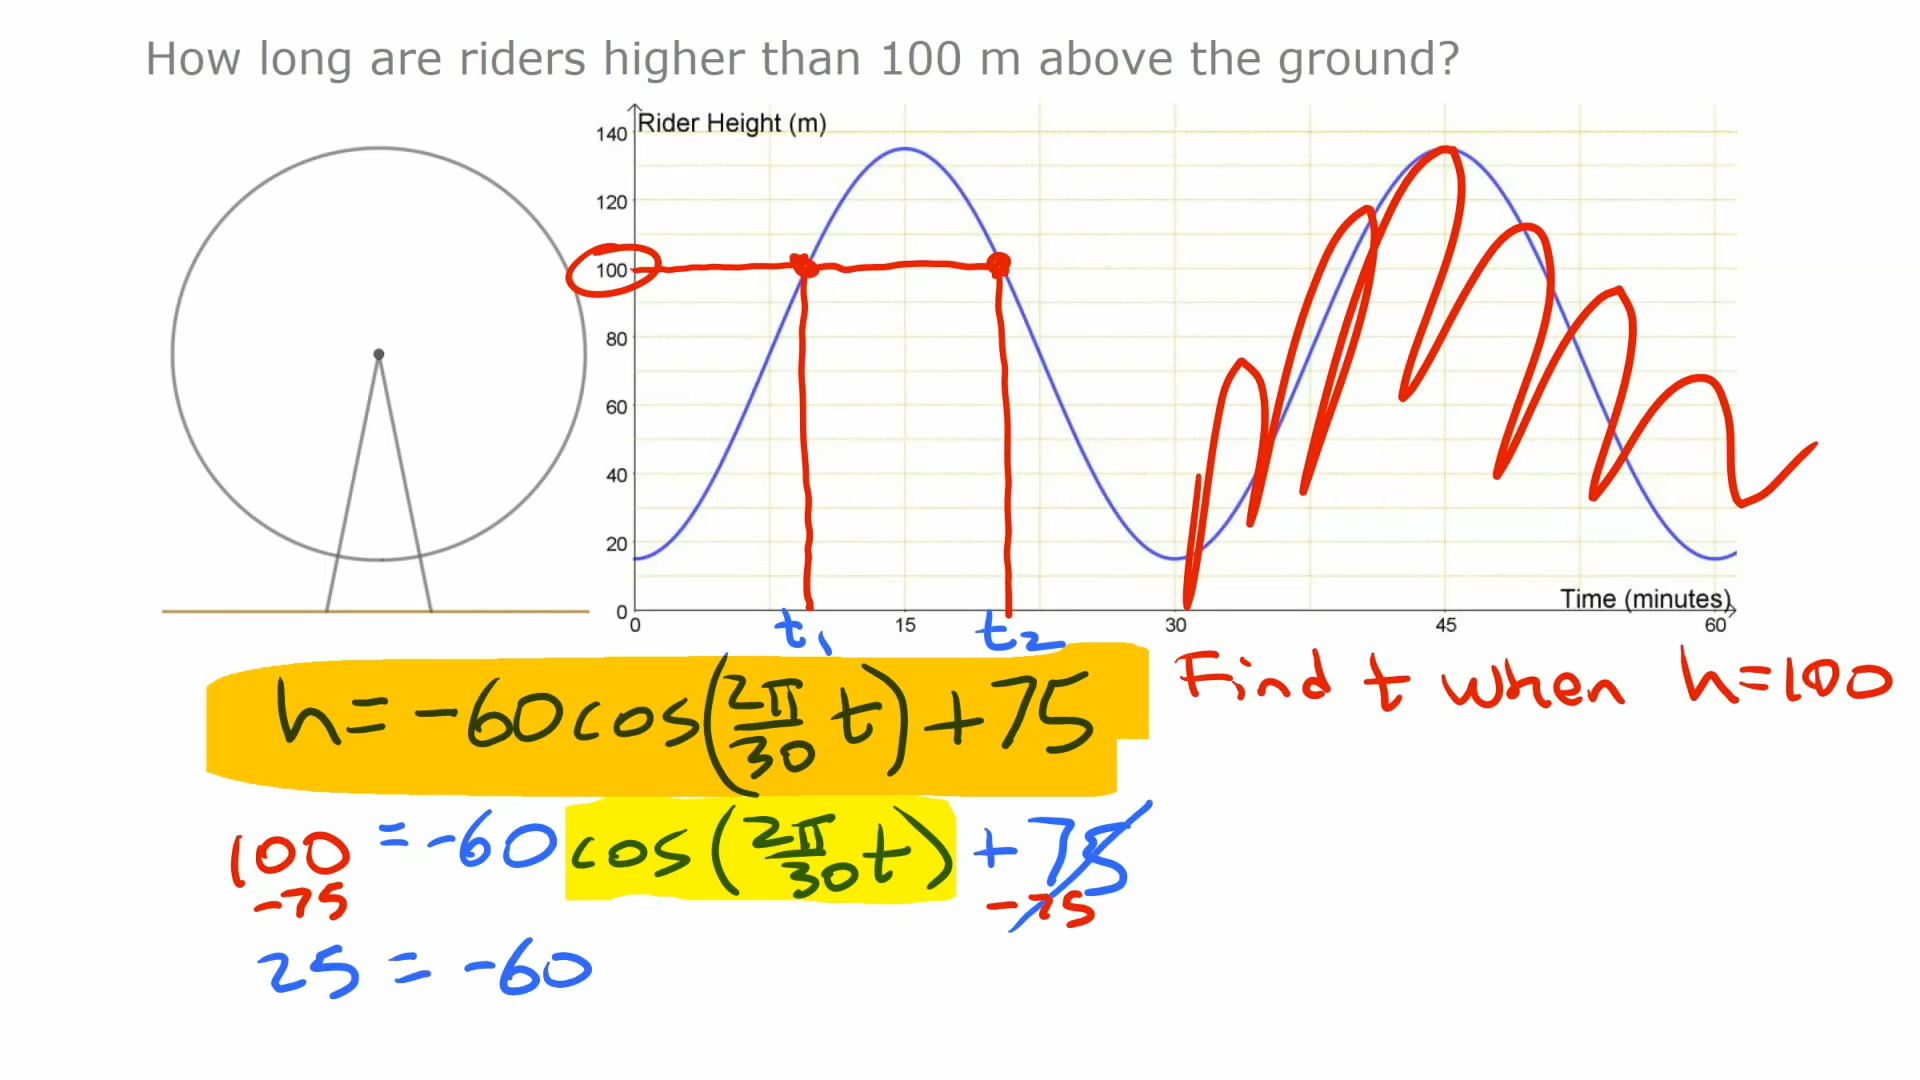 How long are riders higher than 100 m above the ground?
Rider Height (m)
140
120
100
80
60
40
20
0
0 15 30 45 60
Time (minutes)
t₁ t₂
h = -60cos(2π/30 t) + 75
Find t when h=100
100 = -60 cos(2π/30 t) + 75
-75 -75
25 = -60